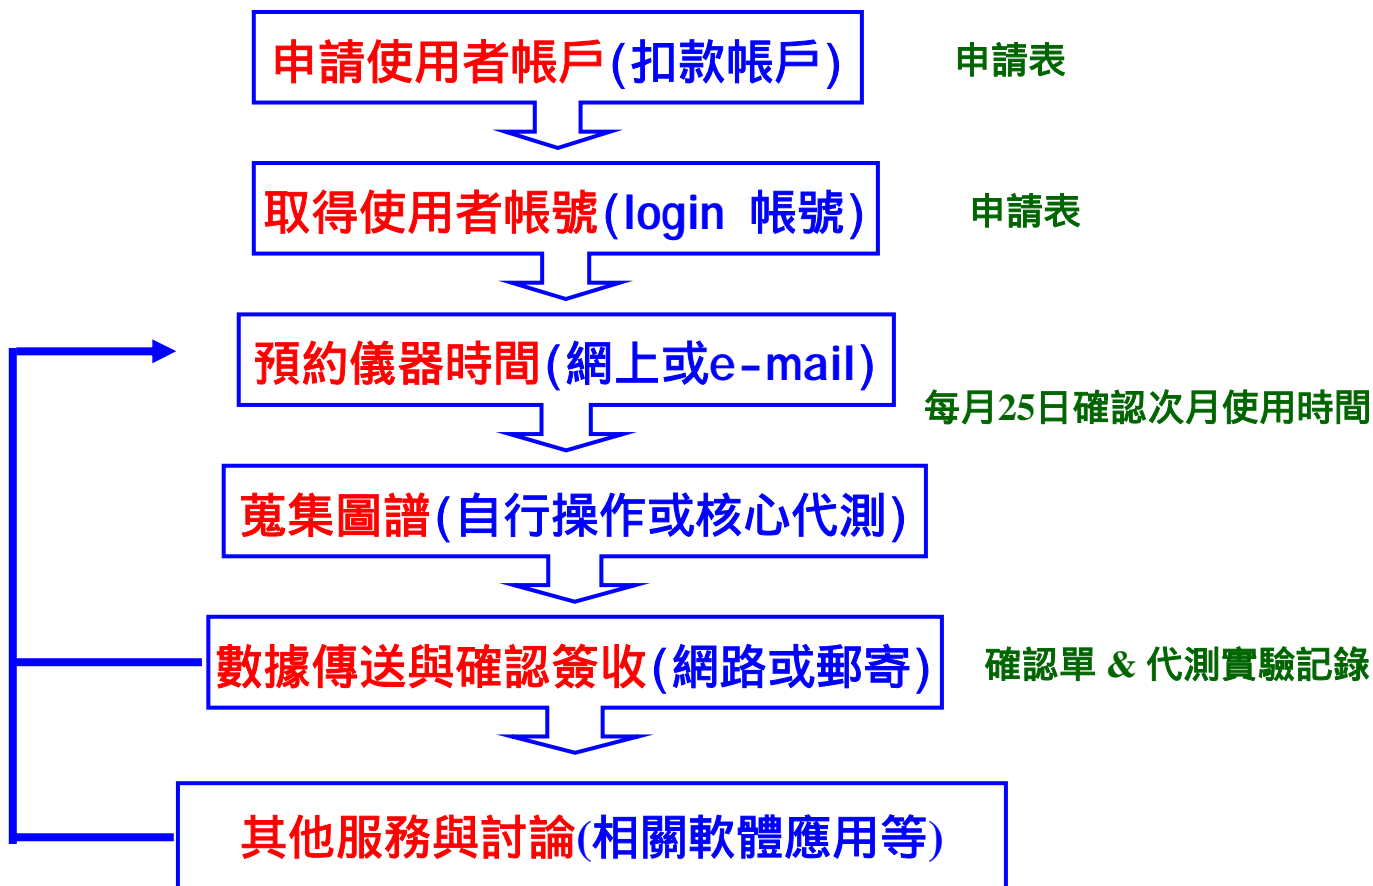 申請使用者帳戶(扣款帳戶) 申請表
取得使用者帳號(login 帳號) 申請表
預約儀器時間(網上或e-mail)
每月25日確認次月使用時間
蒐集圖譜(自行操作或核心代測)
數據傳送與確認簽收(網路或郵寄) 確認單 & 代測實驗記錄
其他服務與討論(相關軟體應用等)